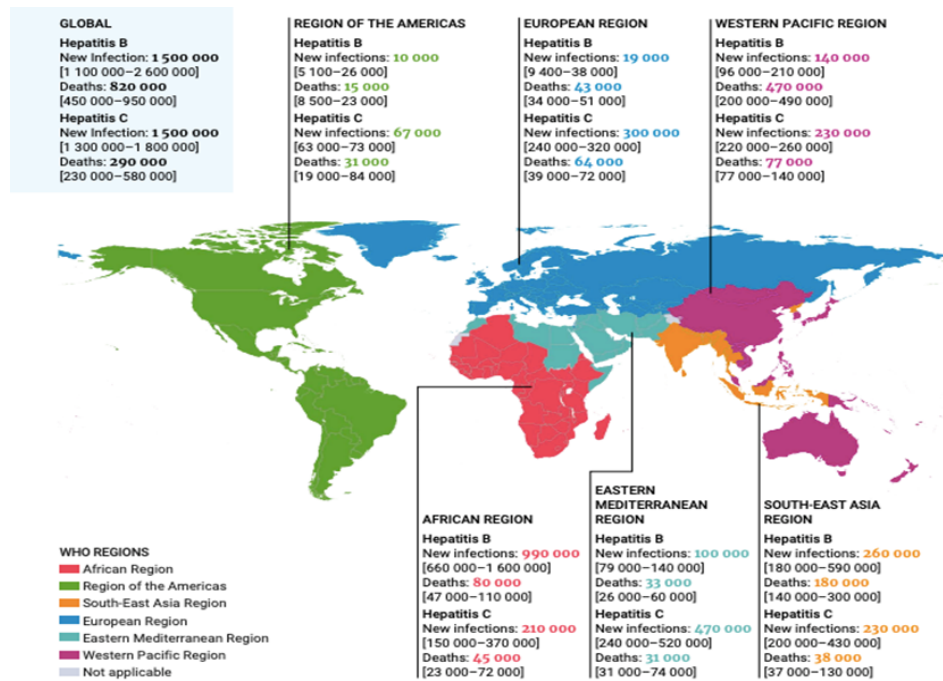 GLOBAL
Hepatitis B
New Infection: 1 500 000
[1 100 000–2 600 000]
Deaths: 820 000
[450 000–950 000]
Hepatitis C
New Infection: 1 500 000
[1 300 000–1 800 000]
Deaths: 290 000
[230 000–580 000]
REGION OF THE AMERICAS
Hepatitis B
New infections: 10 000
[5 100–26 000]
Deaths: 15 000
[8 500–23 000]
Hepatitis C
New infections: 67 000
[63 000–73 000]
Deaths: 31 000
[19 000–84 000]
EUROPEAN REGION
Hepatitis B
New infections: 19 000
[9 400–38 000]
Deaths: 43 000
[34 000–51 000]
Hepatitis C
New infections: 300 000
[240 000–320 000]
Deaths: 64 000
[39 000–72 000]
WESTERN PACIFIC REGION
Hepatitis B
New infections: 140 000
[96 000–210 000]
Deaths: 470 000
[200 000–490 000]
Hepatitis C
New infections: 230 000
[220 000–260 000]
Deaths: 77 000
[77 000–140 000]
WHO REGIONS
African Region
Region of the Americas
South-East Asia Region
European Region
Eastern Mediterranean Region
Western Pacific Region
Not applicable
AFRICAN REGION
Hepatitis B
New infections: 990 000
[660 000–1 600 000]
Deaths: 80 000
[47 000–110 000]
Hepatitis C
New infections: 210 000
[150 000–370 000]
Deaths: 45 000
[23 000–72 000]
EASTERN
MEDITERRANEAN
REGION
Hepatitis B
New infections: 100 000
[79 000–140 000]
Deaths: 33 000
[26 000–60 000]
Hepatitis C
New infections: 470 000
[240 000–520 000]
Deaths: 31 000
[31 000–74 000]
SOUTH-EAST ASIA
REGION
Hepatitis B
New infections: 260 000
[180 000–590 000]
Deaths: 180 000
[140 000–300 000]
Hepatitis C
New infections: 230 000
[200 000–430 000]
Deaths: 38 000
[37 000–130 000]